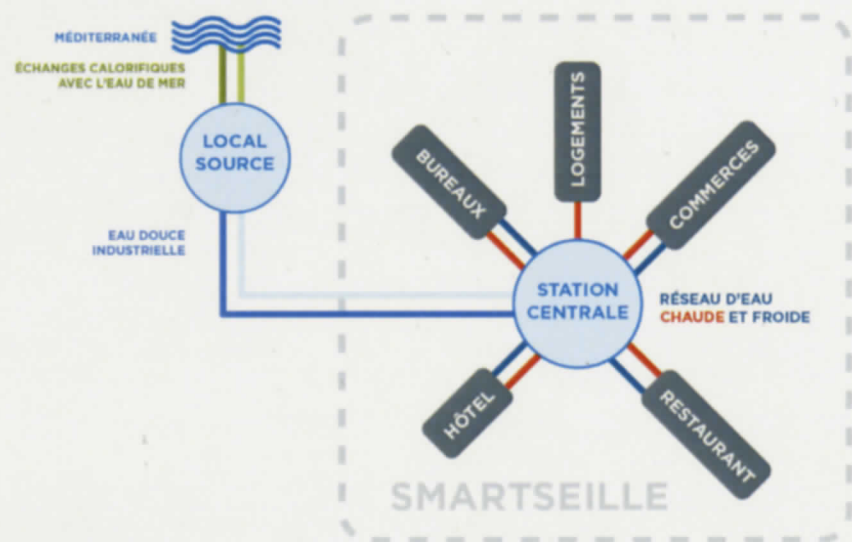 MÉDITERRANÉE
ÉCHANGES CALORIFIQUES
AVEC L'EAU DE MER
LOCAL
SOURCE
EAU DOUCE
INDUSTRIELLE
BUREAUX
LOGEMENTS
COMMERCES
STATION
CENTRALE
RÉSEAU D'EAU
CHAUDE ET FROIDE
HÔTEL
RESTAURANT
SMARTSEILLE